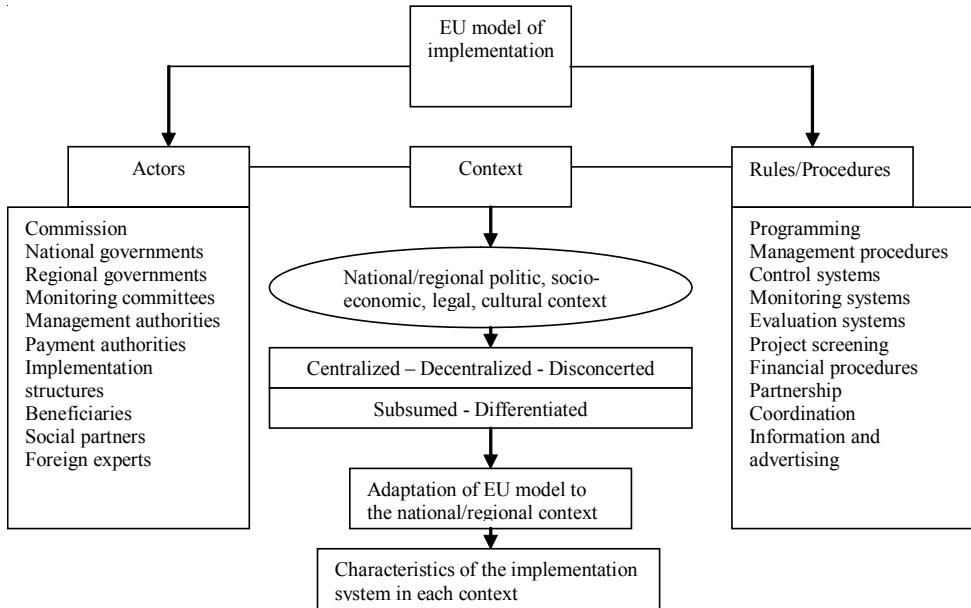 EU model of
implementation
Actors
Context
Rules/Procedures
Commission
National governments
Regional governments
Monitoring committees
Management authorities
Payment authorities
Implementation
structures
Beneficiaries
Social partners
Foreign experts
National/regional politic, socio-
economic, legal, cultural context
Centralized – Decentralized - Disconcerted
Subsumed - Differentiated
Adaptation of EU model to
the national/regional context
Characteristics of the implementation
system in each context
Programming
Management procedures
Control systems
Monitoring systems
Evaluation systems
Project screening
Financial procedures
Partnership
Coordination
Information and
advertising